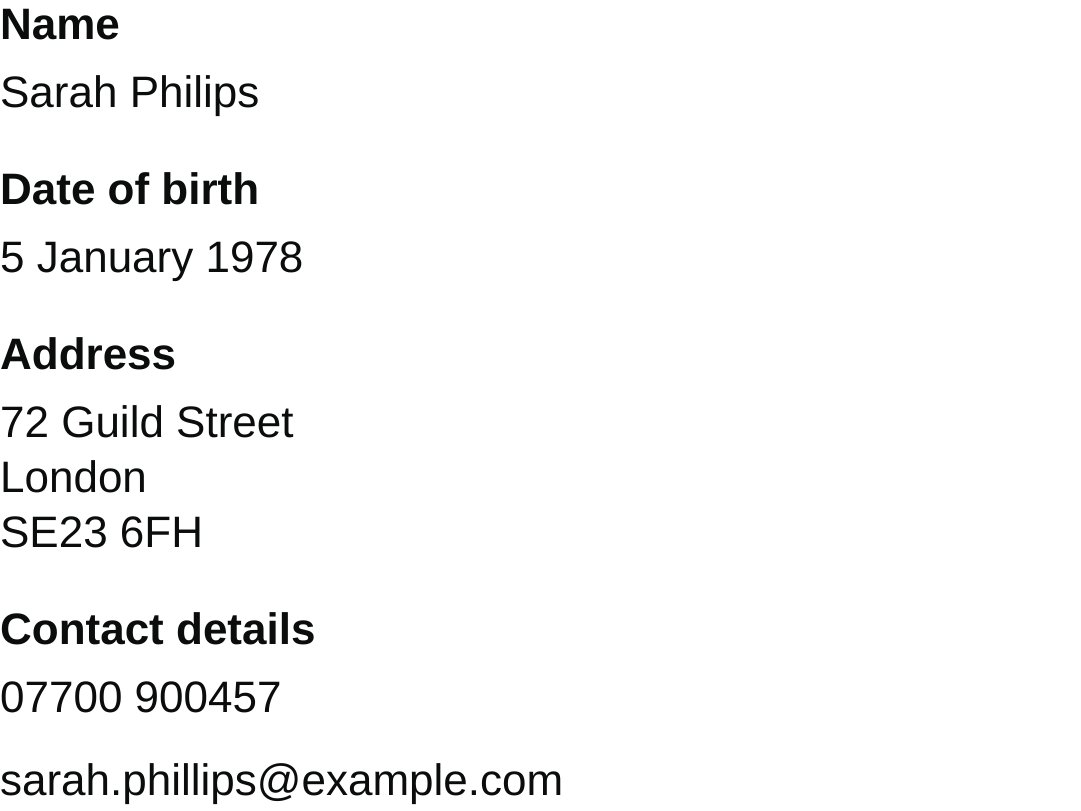 Name
Sarah Philips
Date of birth
5 January 1978
Address
72 Guild Street
London
SE23 6FH
Contact details
07700 900457
sarah.phillips@example.com